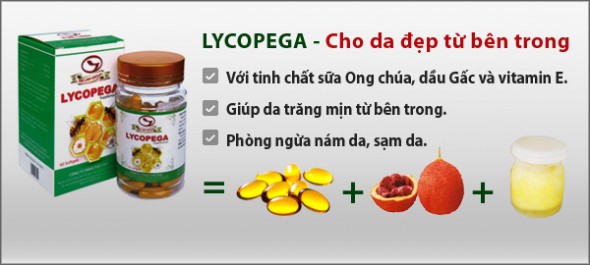 LYCOPEGA - Cho da đẹp từ bên trong
Với tinh chất sữa Ong chúa, dầu Gấc và vitamin E.
Giúp da trăng mịn từ bên trong.
Phòng ngừa nám da, sạm da.
LYCOPEGA
LYCOPEGA
= + +